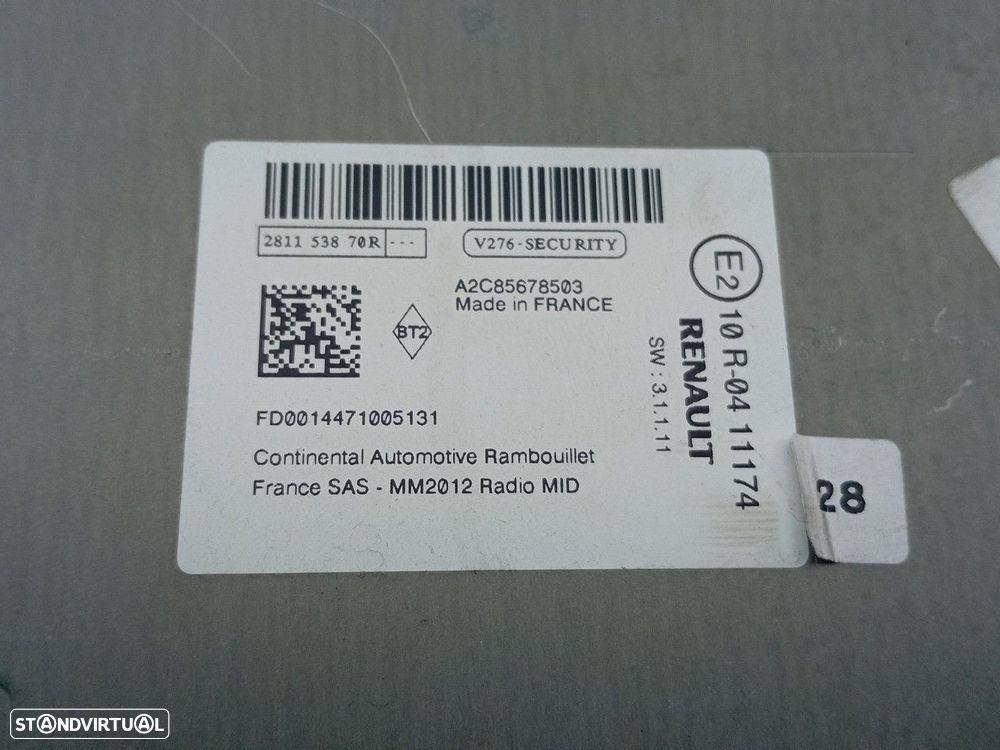 2811 538 70R ---
V276-SECURITY
A2C85678503
Made in FRANCE
BT2
FD0014471005131
Continental Automotive Rambouillet
France SAS - MM2012 Radio MID
E2
10 R-04 11174
RENAULT
SW : 3.1.1.11
28
STANDVIRTUAL